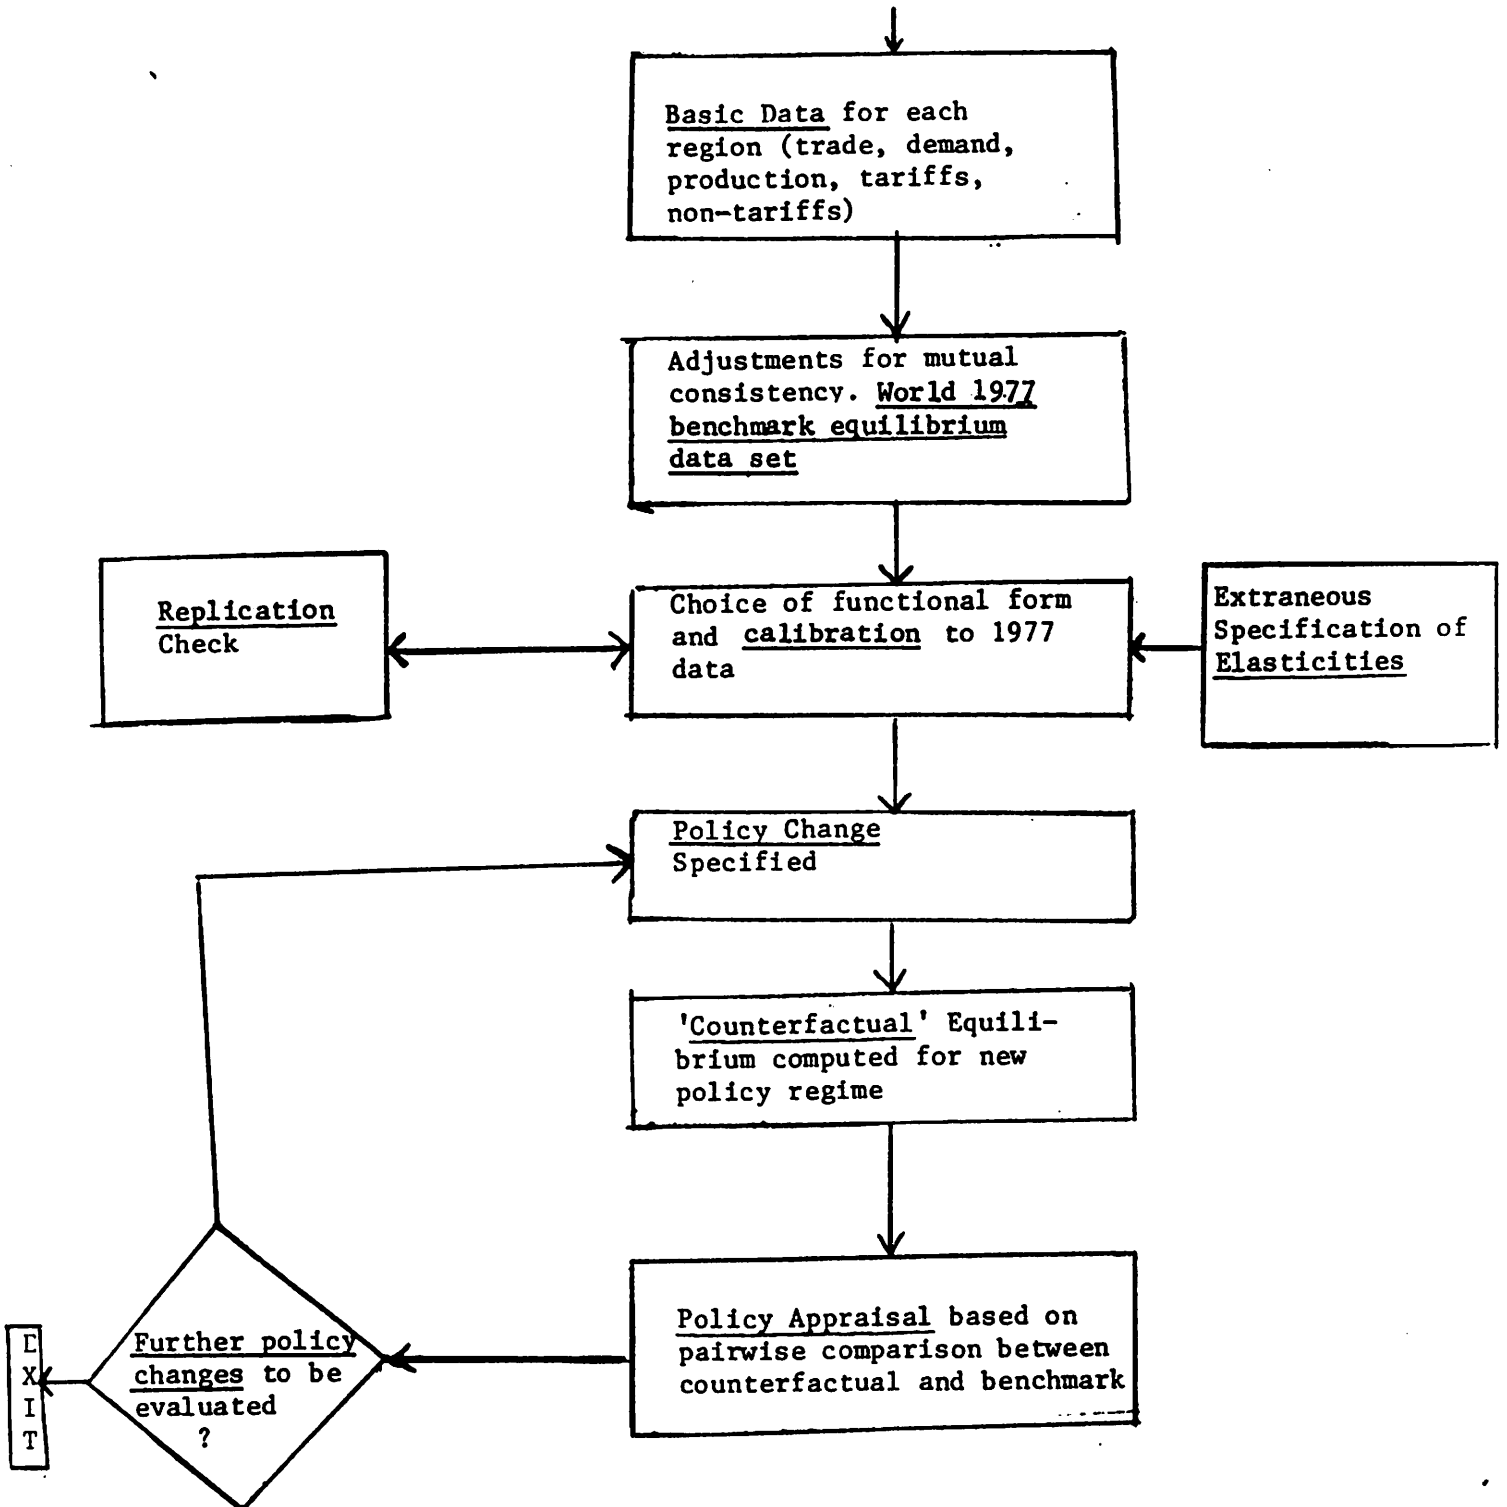 Basic Data for each
region (trade, demand,
production, tariffs,
non-tariffs)
Adjustments for mutual
consistency. World 1977
benchmark equilibrium
data set
Replication
Check
Choice of functional form
and calibration to 1977
data
Extraneous
Specification of
Elasticities
Policy Change
Specified
'Counterfactual' Equili-
brium computed for new
policy regime
Policy Appraisal based on
pairwise comparison between
counterfactual and benchmark
Further policy
changes to be
evaluated
?
E
X
I
T